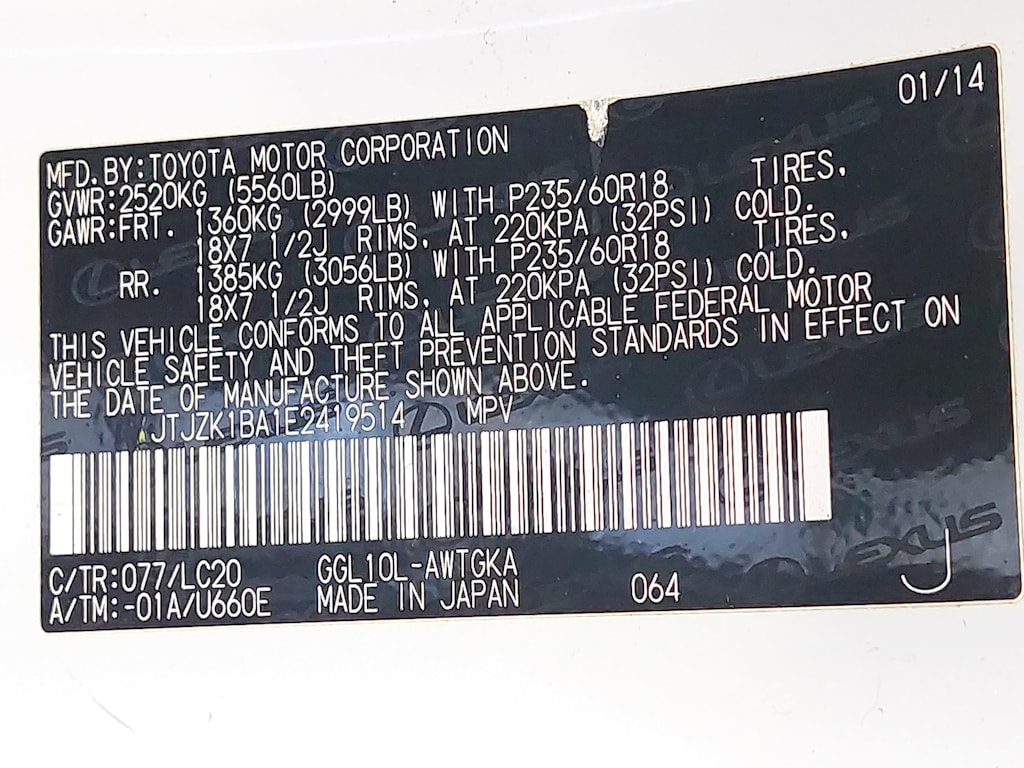 01/14
MFD. BY:TOYOTA MOTOR CORPORATION
GVWR:2520KG (5560LB)
GAWR:FRT. 1360KG (2999LB) WITH P235/60R18 TIRES,
18X7 1/2J RIMS, AT 220KPA (32PSI) COLD.
RR. 1385KG (3056LB) WITH P235/60R18 TIRES,
18X7 1/2J RIMS, AT 220KPA (32PSI) COLD.
THIS VEHICLE CONFORMS TO ALL APPLICABLE FEDERAL MOTOR
VEHICLE SAFETY AND THEFT PREVENTION STANDARDS IN EFFECT ON
THE DATE OF MANUFACTURE SHOWN ABOVE.
JTJZK1BA1E2419514 MPV
C/TR:077/LC20 GGL10L-AWTGKA
A/TM:-01A/U660E MADE IN JAPAN 064 J
LEXUS